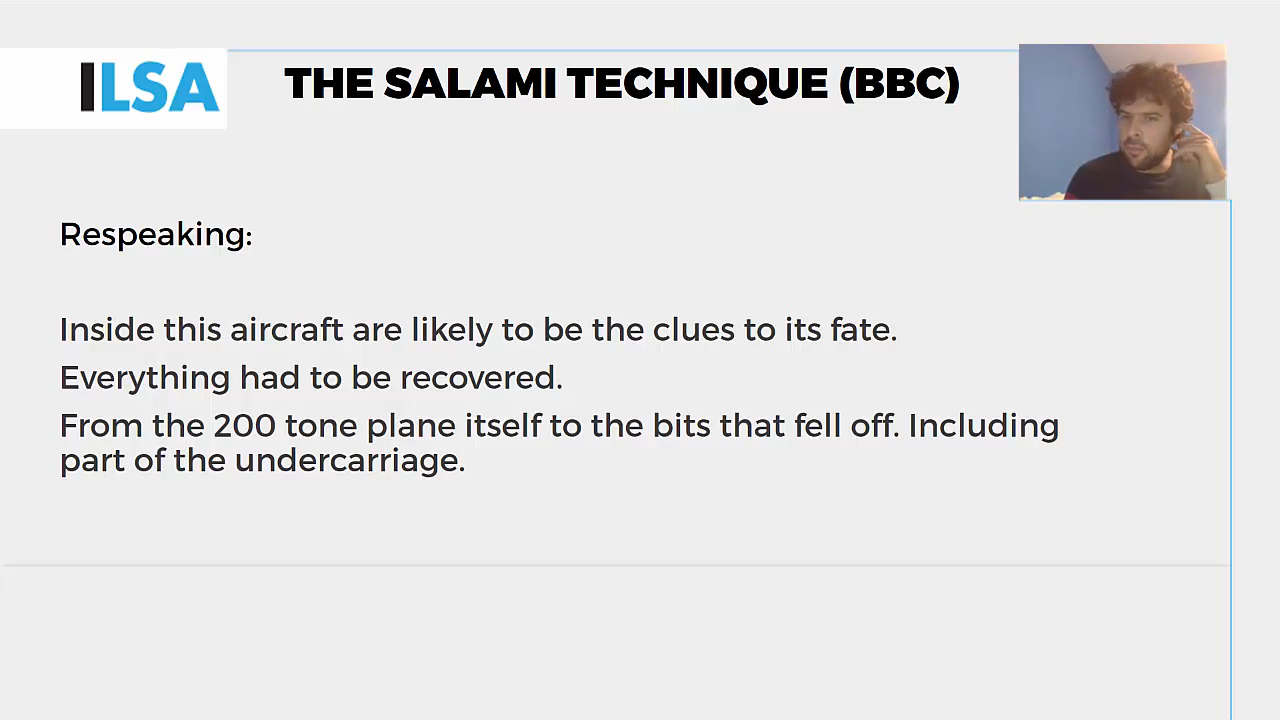 ILSA
THE SALAMI TECHNIQUE (BBC)
Respeaking:
Inside this aircraft are likely to be the clues to its fate.
Everything had to be recovered.
From the 200 tone plane itself to the bits that fell off. Including
part of the undercarriage.